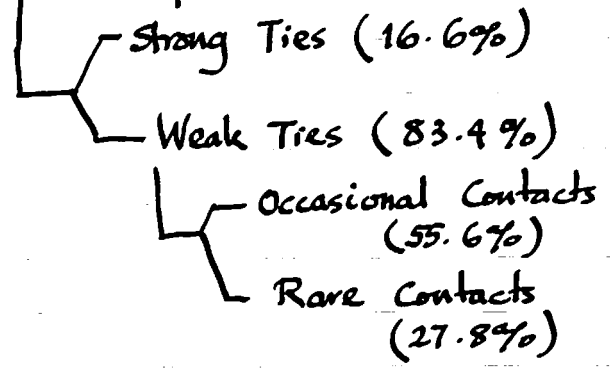 Strong Ties (16.6%)
Weak Ties (83.4%)
Occasional Contacts
(55.6%)
Rare Contacts
(27.8%)